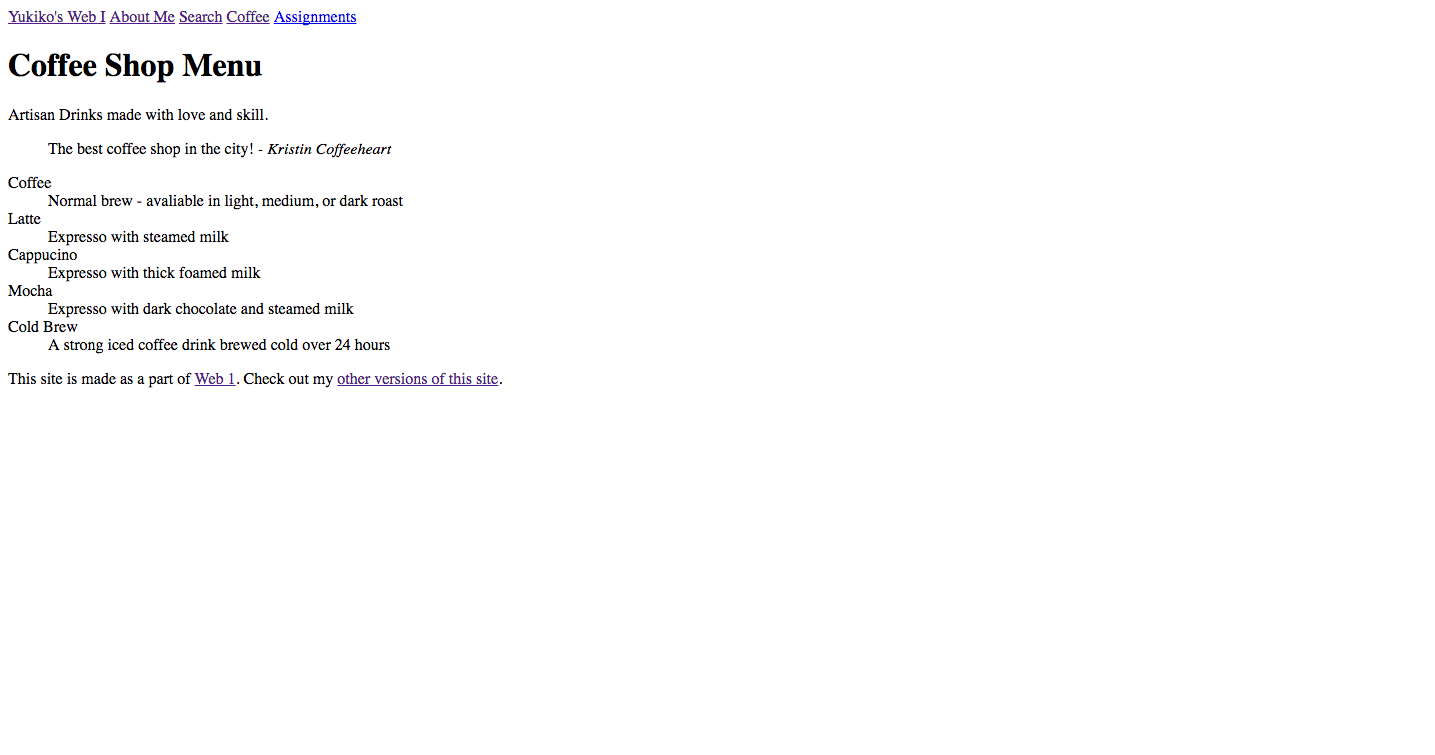 Yukiko's Web I About Me Search Coffee Assignments
Coffee Shop Menu
Artisan Drinks made with love and skill.
The best coffee shop in the city! - Kristin Coffeeheart
Coffee
Normal brew - avaliable in light, medium, or dark roast
Latte
Expresso with steamed milk
Cappucino
Expresso with thick foamed milk
Mocha
Expresso with dark chocolate and steamed milk
Cold Brew
A strong iced coffee drink brewed cold over 24 hours
This site is made as a part of Web 1. Check out my other versions of this site.